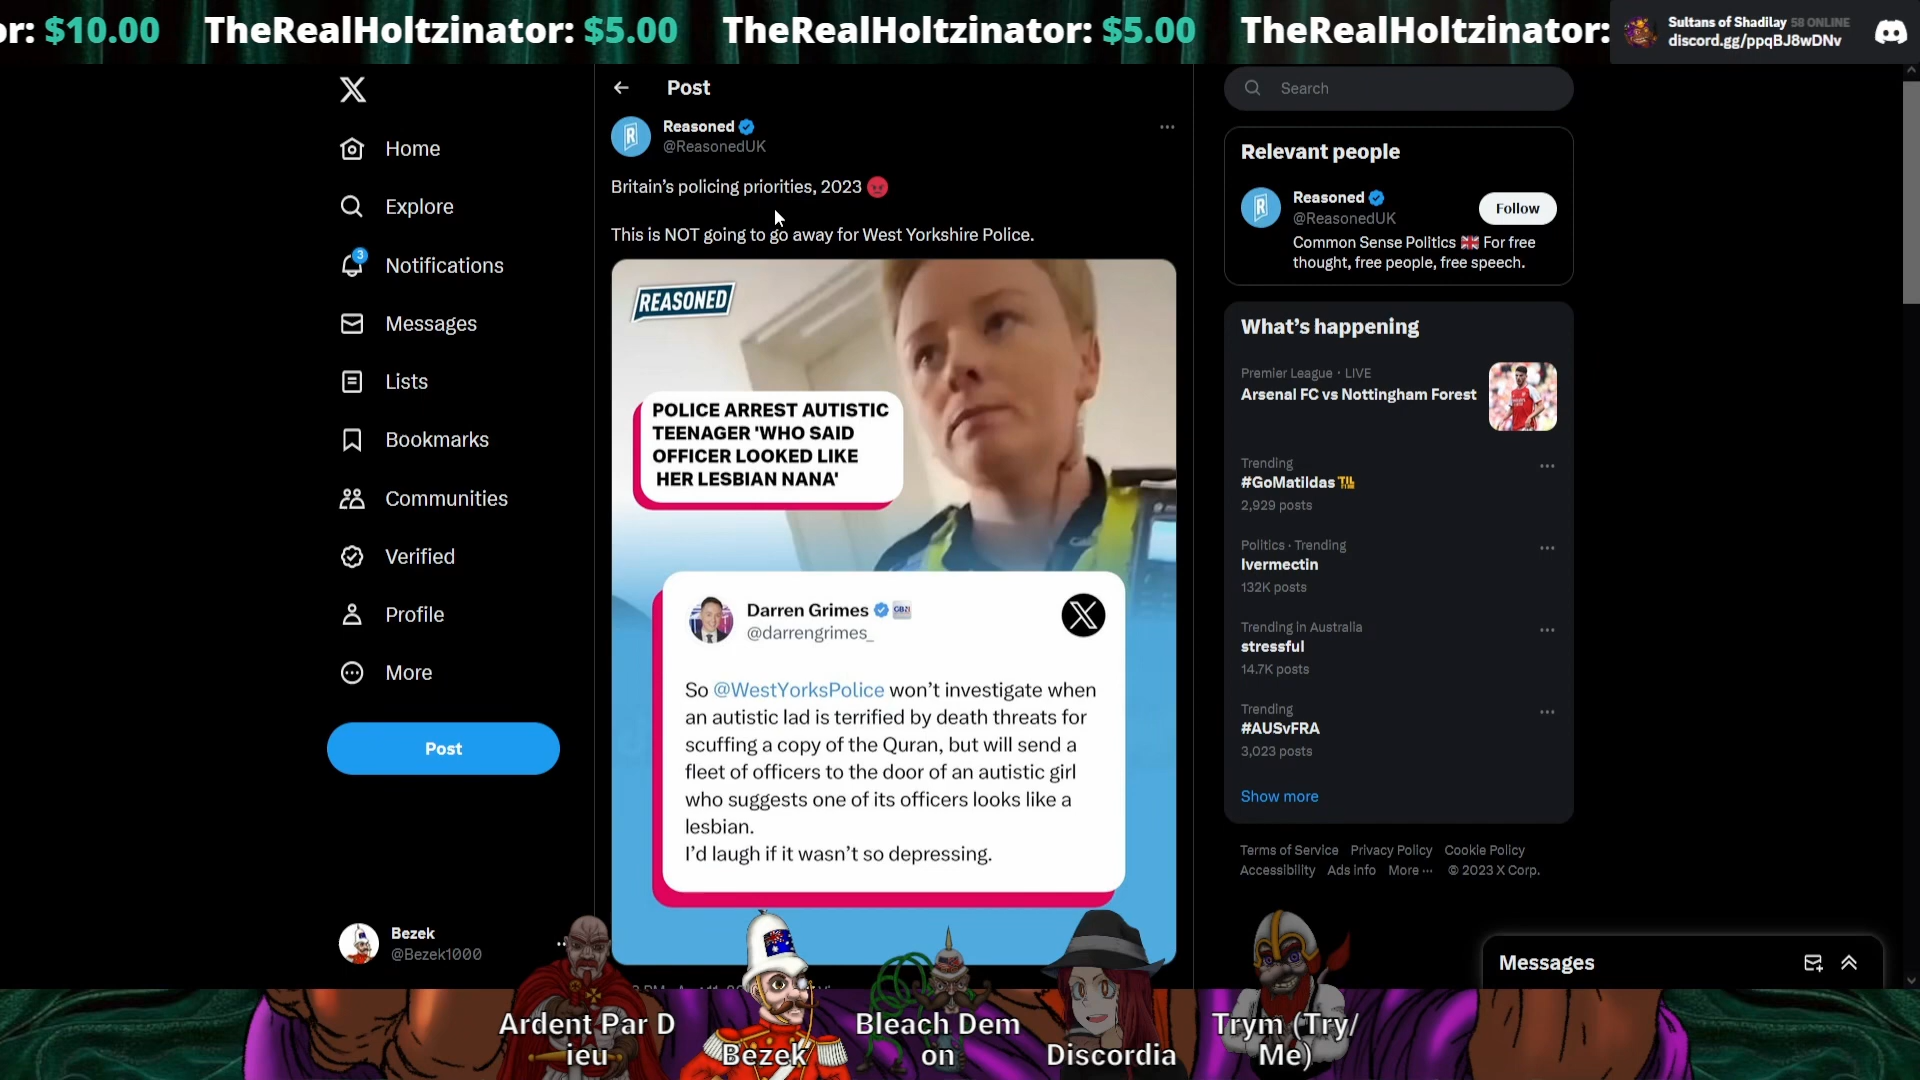 or: $10.00 TheRealHoltzinator: $5.00 TheRealHoltzinator: $5.00 TheRealHoltzinator:
Sultans of Shadilay 58 ONLINE
discord.gg/ppqBJ8wDNv
Home
Explore
3
Notifications
Messages
Lists
Bookmarks
Communities
Verified
Profile
More
Post
Bezek
@Bezek1000
Post
Reasoned
@ReasonedUK
Britain's policing priorities, 2023
This is NOT going to go away for West Yorkshire Police.
REASONED
POLICE ARREST AUTISTIC
TEENAGER 'WHO SAID
OFFICER LOOKED LIKE
HER LESBIAN NANA'
Darren Grimes
@darrengrimes_
So @WestYorksPolice won't investigate when
an autistic lad is terrified by death threats for
scuffing a copy of the Quran, but will send a
fleet of officers to the door of an autistic girl
who suggests one of its officers looks like a
lesbian.
I'd laugh if it wasn't so depressing.
Search
Relevant people
Reasoned
@ReasonedUK
Follow
Common Sense Politics 🇬🇧 For free
thought, free people, free speech.
What's happening
Premier League · LIVE
Arsenal FC vs Nottingham Forest
Trending
#GoMatildas
2,929 posts
Politics · Trending
Ivermectin
132K posts
Trending in Australia
stressful
14.7K posts
Trending
#AUSvFRA
3,023 posts
Show more
Terms of Service Privacy Policy Cookie Policy
Accessibility Ads info More ··· © 2023 X Corp.
Messages
Ardent Par D
ieu
Bezek
Bleach Dem
on
Discordia
Trym (Try/
Me)